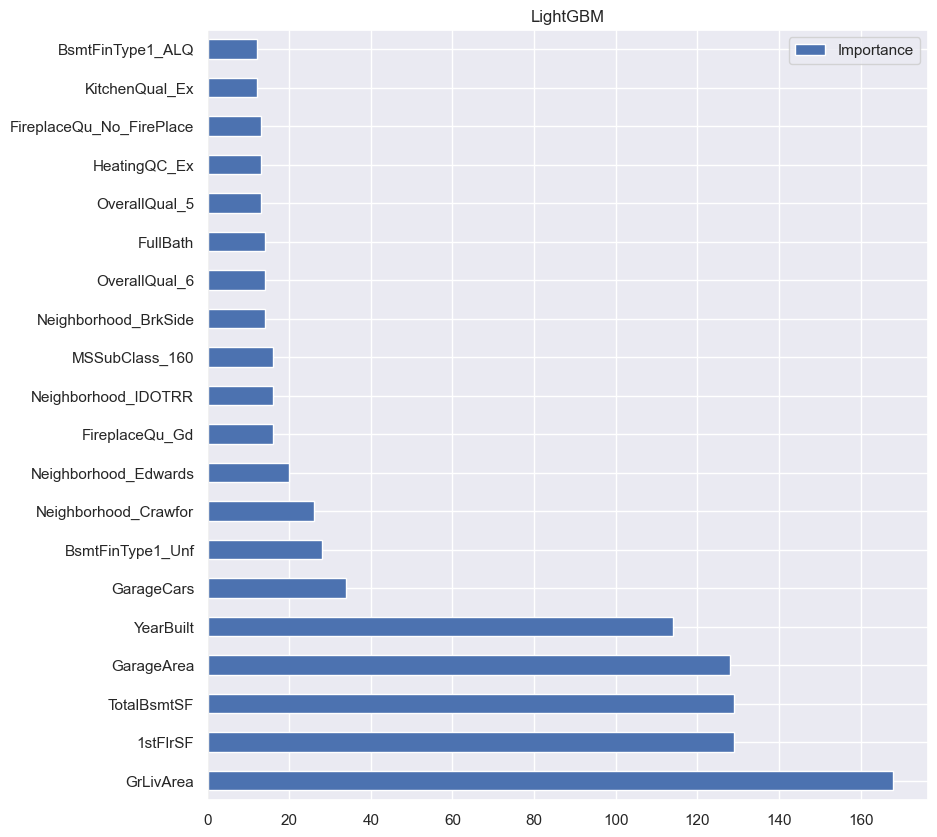 LightGBM
Importance
BsmtFinType1_ALQ
KitchenQual_Ex
FireplaceQu_No_FirePlace
HeatingQC_Ex
OverallQual_5
FullBath
OverallQual_6
Neighborhood_BrkSide
MSSubClass_160
Neighborhood_IDOTRR
FireplaceQu_Gd
Neighborhood_Edwards
Neighborhood_Crawfor
BsmtFinType1_Unf
GarageCars
YearBuilt
GarageArea
TotalBsmtSF
1stFlrSF
GrLivArea
0 20 40 60 80 100 120 140 160